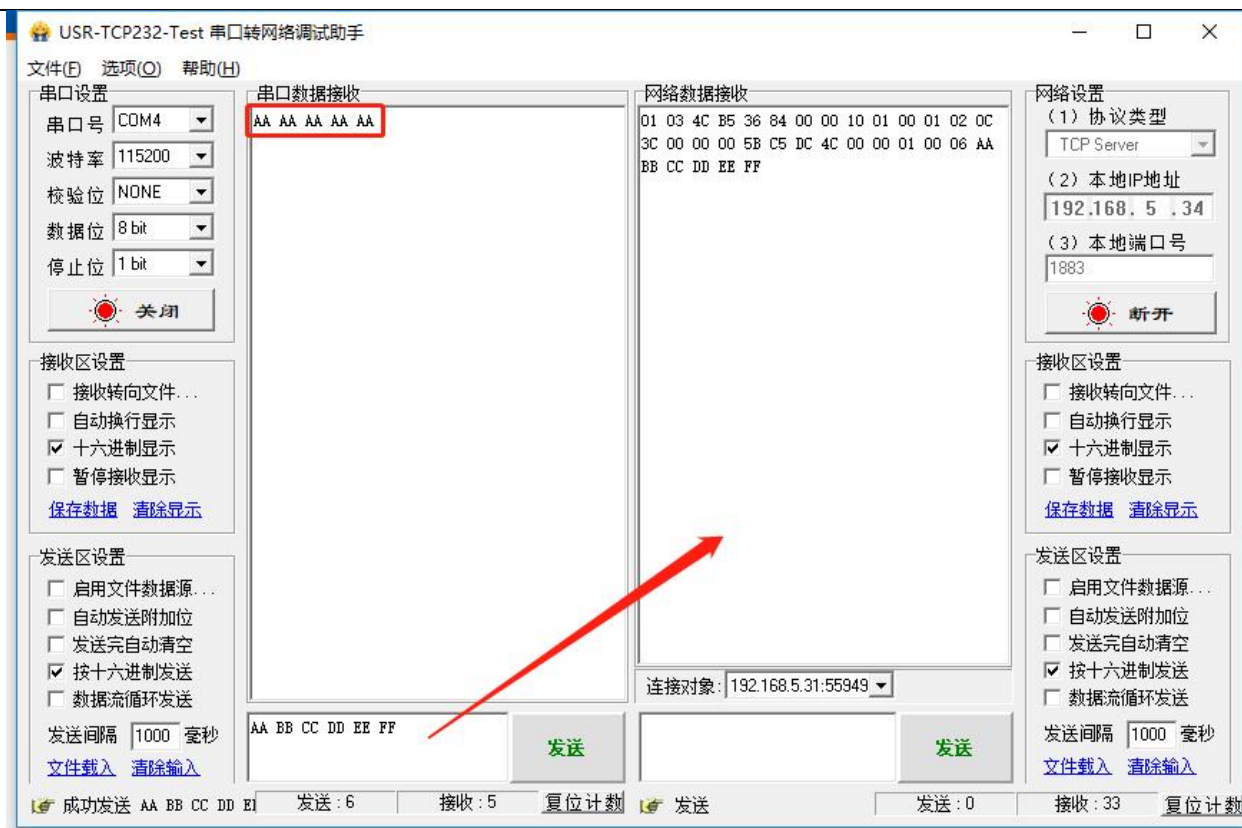 USR-TCP232-Test 串口转网络调试助手
文件(F) 选项(O) 帮助(H)
串口设置
串口号 COM4
波特率 115200
校验位 NONE
数据位 8 bit
停止位 1 bit
关闭
接收区设置
接收转向文件...
自动换行显示
十六进制显示
暂停接收显示
保存数据 清除显示
发送区设置
启用文件数据源...
自动发送附加位
发送完自动清空
按十六进制发送
数据流循环发送
发送间隔 1000 毫秒
文件载入 清除输入
串口数据接收
AA AA AA AA AA
AA BB CC DD EE FF
发送
网络数据接收
01 03 4C B5 36 84 00 00 10 01 00 01 02 0C
3C 00 00 00 5B C5 DC 4C 00 00 01 00 06 AA
BB CC DD EE FF
连接对象: 192.168.5.31:55949
发送
网络设置
(1) 协议类型
TCP Server
(2) 本地IP地址
192.168. 5 .34
(3) 本地端口号
1883
断开
接收区设置
接收转向文件...
自动换行显示
十六进制显示
暂停接收显示
保存数据 清除显示
发送区设置
启用文件数据源...
自动发送附加位
发送完自动清空
按十六进制发送
数据流循环发送
发送间隔 1000 毫秒
文件载入 清除输入
成功发送 AA BB CC DD 发送:6 接收:5 复位计数 发送 发送:0 接收:33 复位计数